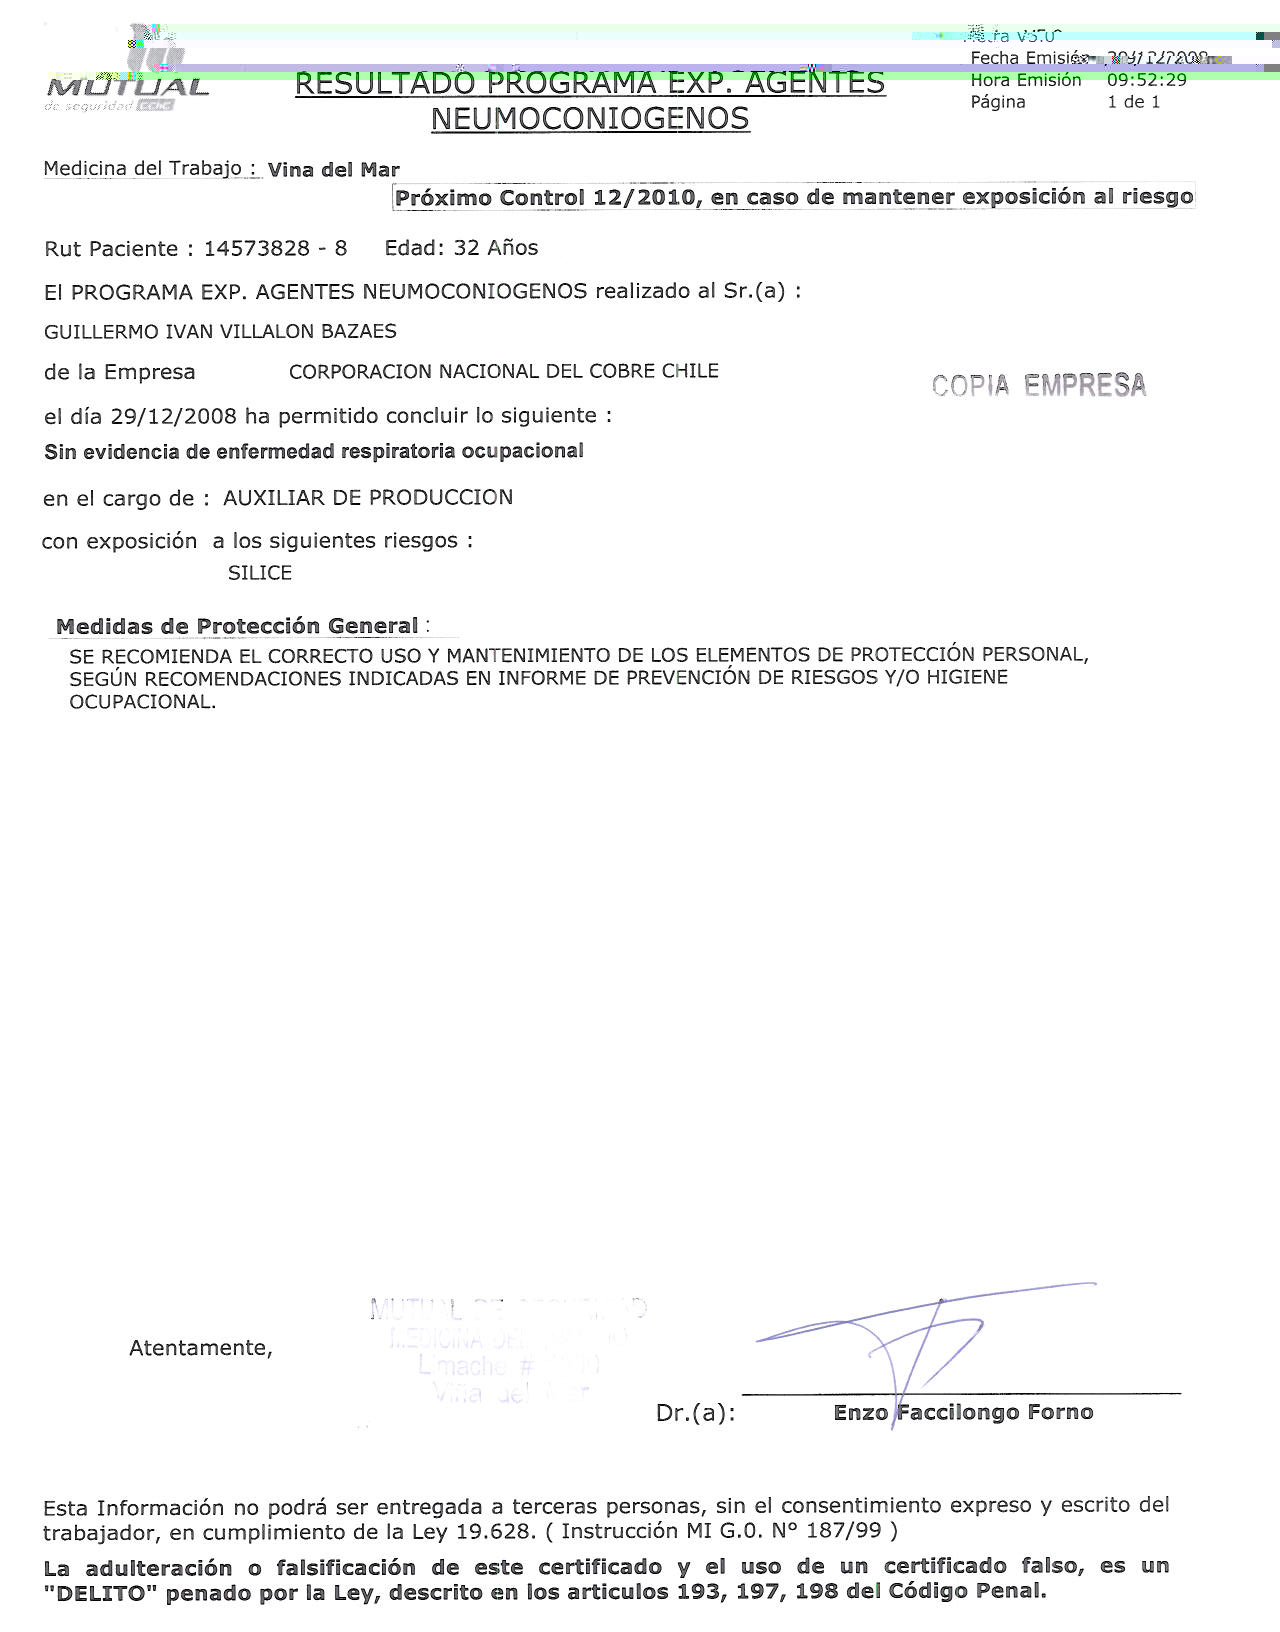 Fecha Emisión 29/12/2008
MUTUAL
de seguridad CChC
RESULTADO PROGRAMA EXP. AGENTES
NEUMOCONIOGENOS
Hora Emisión 09:52:29
Página 1 de 1
Medicina del Trabajo : Vina del Mar
Próximo Control 12/2010, en caso de mantener exposición al riesgo
Rut Paciente : 14573828 - 8 Edad: 32 Años
El PROGRAMA EXP. AGENTES NEUMOCONIOGENOS realizado al Sr.(a) :
GUILLERMO IVAN VILLALON BAZAES
de la Empresa CORPORACION NACIONAL DEL COBRE CHILE
COPIA EMPRESA
el día 29/12/2008 ha permitido concluir lo siguiente :
Sin evidencia de enfermedad respiratoria ocupacional
en el cargo de : AUXILIAR DE PRODUCCION
con exposición a los siguientes riesgos :
SILICE
Medidas de Protección General :
SE RECOMIENDA EL CORRECTO USO Y MANTENIMIENTO DE LOS ELEMENTOS DE PROTECCIÓN PERSONAL,
SEGÚN RECOMENDACIONES INDICADAS EN INFORME DE PREVENCIÓN DE RIESGOS Y/O HIGIENE
OCUPACIONAL.
MUTUAL DE
MEDICINA DEL
Atentamente,
Limache #
Viña del Mar
Dr.(a): Enzo Faccilongo Forno
Esta Información no podrá ser entregada a terceras personas, sin el consentimiento expreso y escrito del
trabajador, en cumplimiento de la Ley 19.628. ( Instrucción MI G.0. Nº 187/99 )
La adulteración o falsificación de este certificado y el uso de un certificado falso, es un
"DELITO" penado por la Ley, descrito en los articulos 193, 197, 198 del Código Penal.